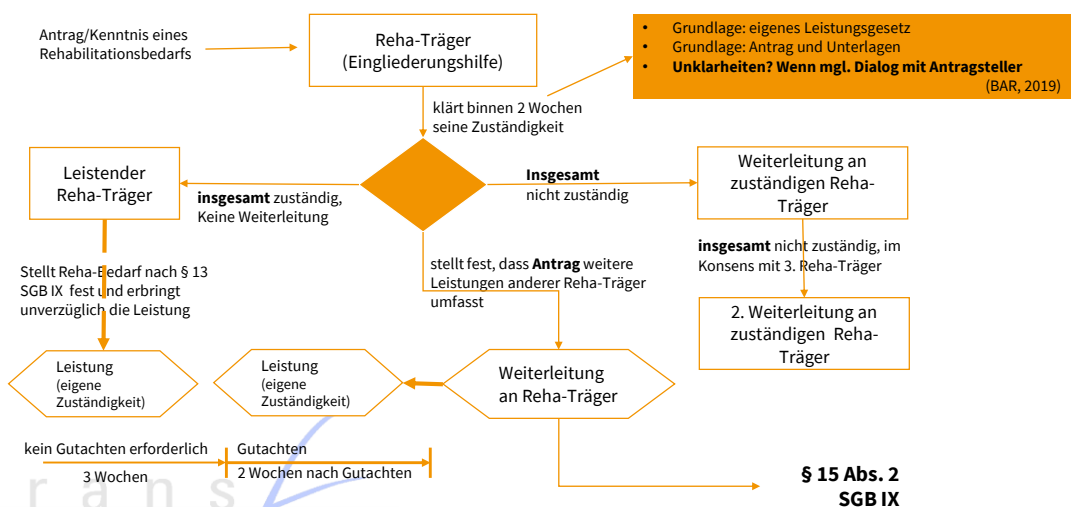 Antrag/Kenntnis eines
Rehabilitationsbedarfs
Reha-Träger
(Eingliederungshilfe)
• Grundlage: eigenes Leistungsgesetz
• Grundlage: Antrag und Unterlagen
• Unklarheiten? Wenn mgl. Dialog mit Antragsteller
(BAR, 2019)
klärt binnen 2 Wochen
seine Zuständigkeit
Leistender
Reha-Träger
insgesamt zuständig,
Keine Weiterleitung
Insgesamt
nicht zuständig
Weiterleitung an
zuständigen Reha-
Träger
Stellt Reha-Bedarf nach § 13
SGB IX fest und erbringt
unverzüglich die Leistung
stellt fest, dass Antrag weitere
Leistungen anderer Reha-Träger
umfasst
insgesamt nicht zuständig, im
Konsens mit 3. Reha-Träger
2. Weiterleitung an
zuständigen Reha-
Träger
Leistung
(eigene
Zuständigkeit)
Leistung
(eigene
Zuständigkeit)
Weiterleitung
an Reha-Träger
kein Gutachten erforderlich
3 Wochen
Gutachten
2 Wochen nach Gutachten
rans
§ 15 Abs. 2
SGB IX